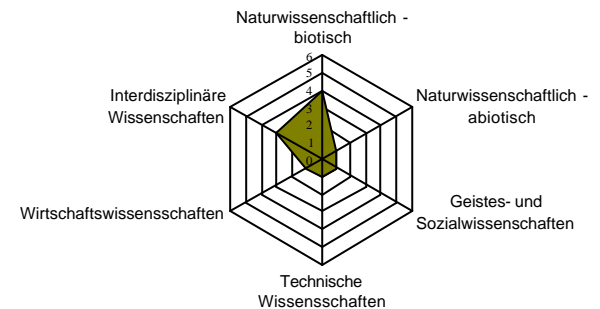 Naturwissenschaftlich -
biotisch
6
5
4
3
2
1
0
Interdisziplinäre
Wissenschaften
Naturwissenschaftlich -
abiotisch
Wirtschaftswissensschaften
Geistes- und
Sozialwissenschaften
Technische
Wissensschaften